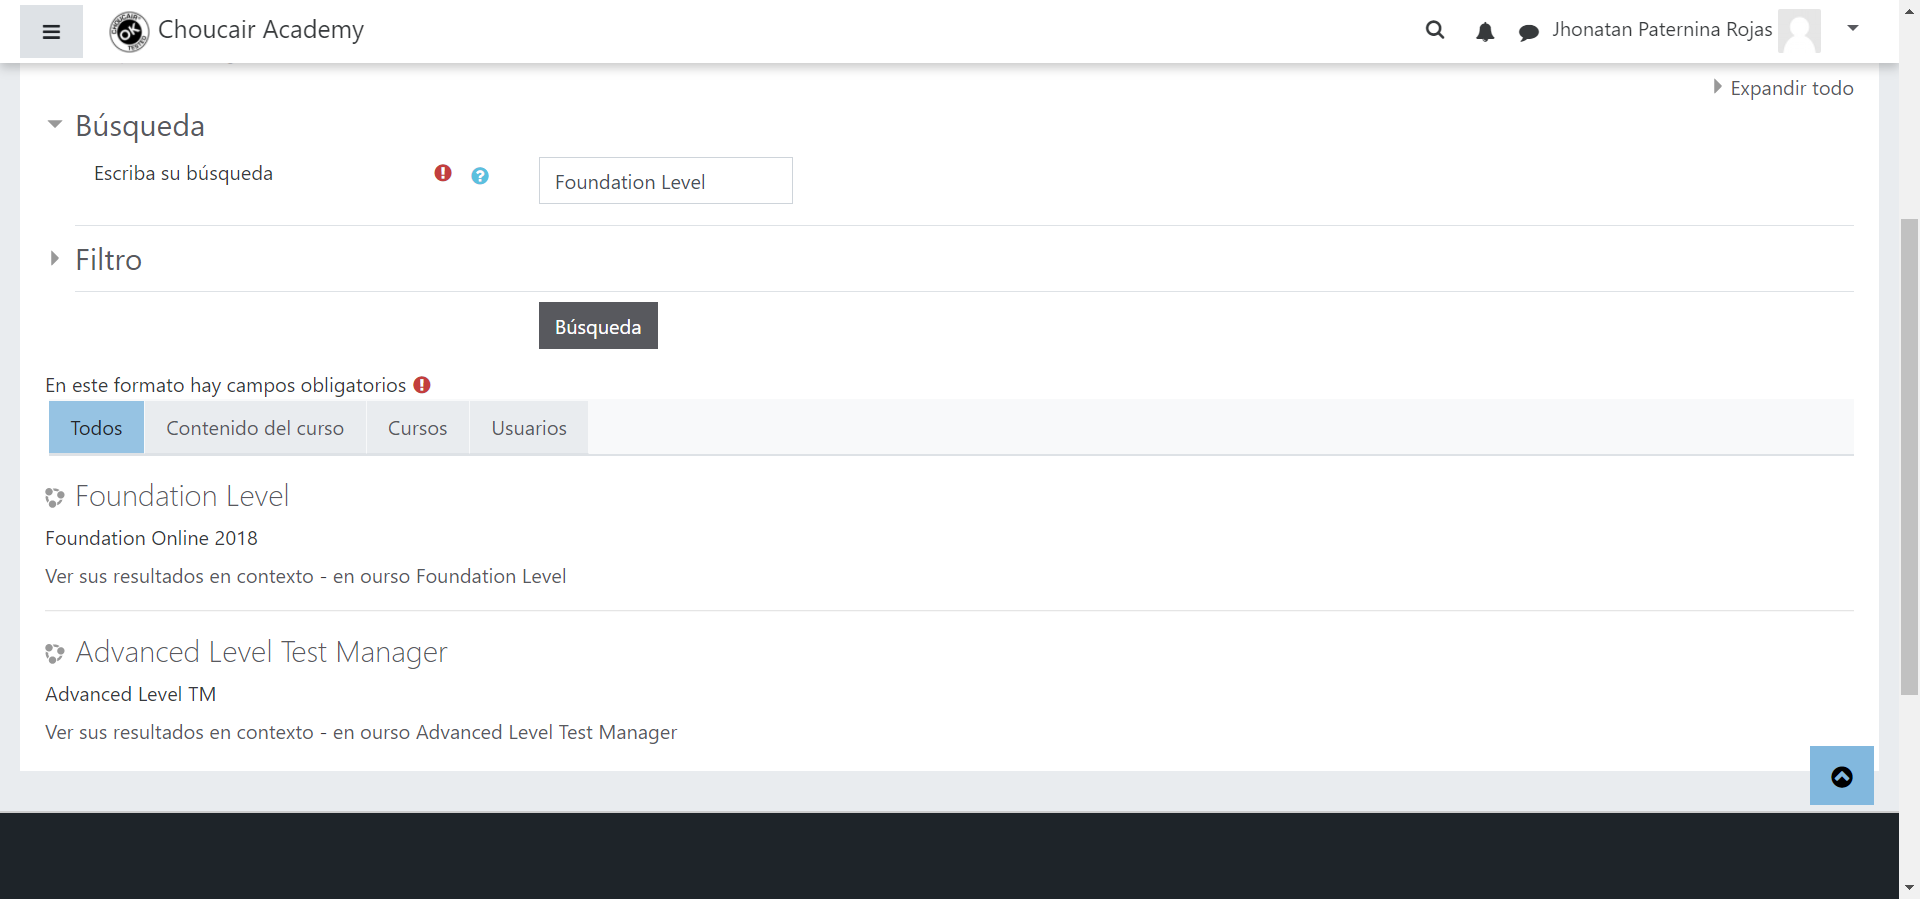 Choucair Academy
Jhonatan Paternina Rojas
Expandir todo
Búsqueda
Escriba su búsqueda
Foundation Level
Filtro
Búsqueda
En este formato hay campos obligatorios
Todos
Contenido del curso
Cursos
Usuarios
Foundation Level
Foundation Online 2018
Ver sus resultados en contexto - en ourso Foundation Level
Advanced Level Test Manager
Advanced Level TM
Ver sus resultados en contexto - en ourso Advanced Level Test Manager